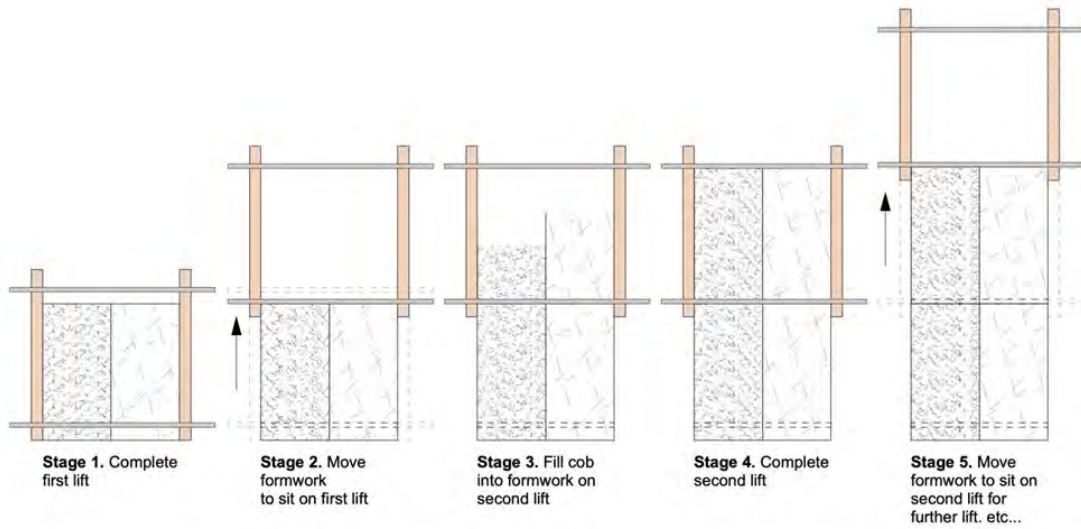 Stage 1. Complete
first lift
Stage 2. Move
formwork
to sit on first lift
Stage 3. Fill cob
into formwork on
second lift
Stage 4. Complete
second lift
Stage 5. Move
formwork to sit on
second lift for
further lift. etc...